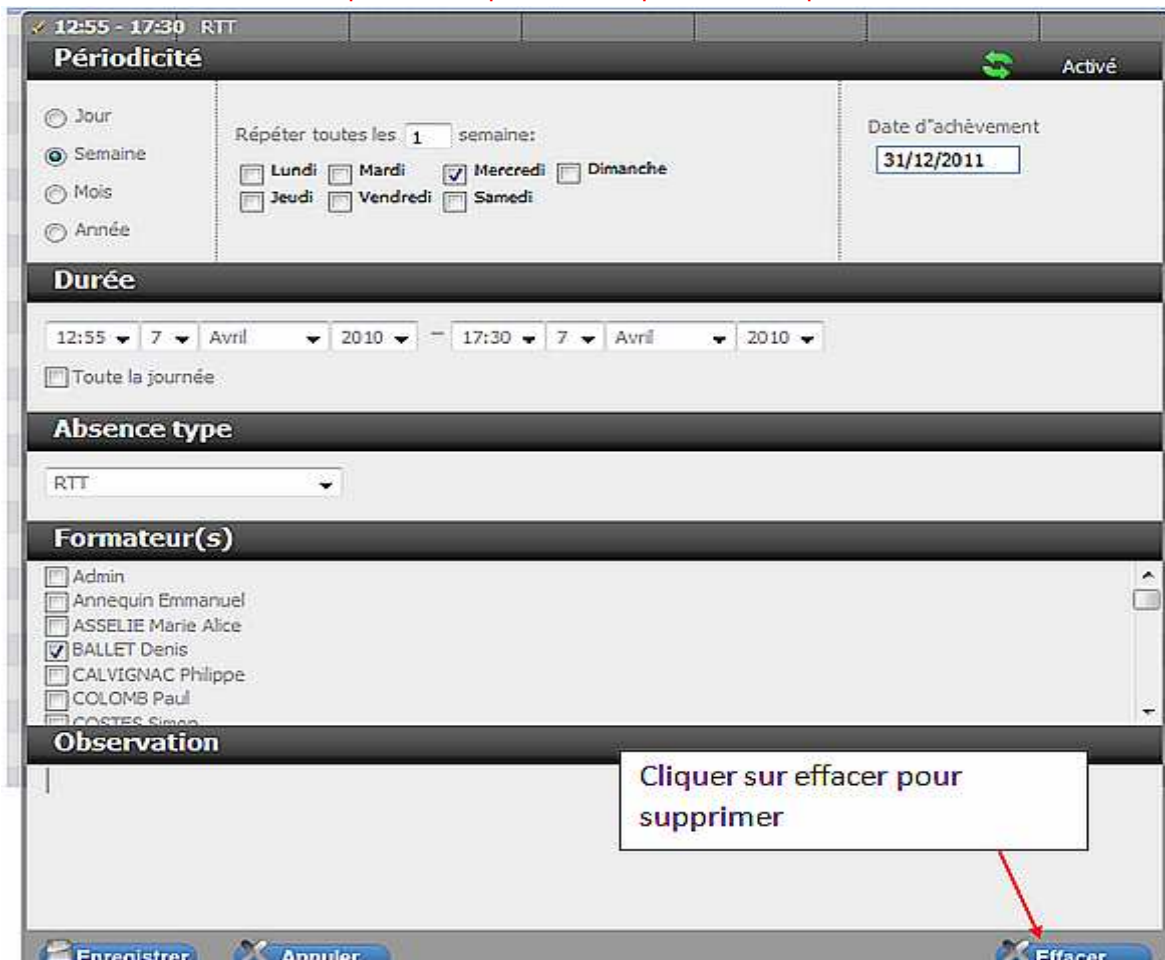 12:55 - 17:30 RTT
Périodicité
Activé
Jour
Semaine
Mois
Année
Répéter toutes les 1 semaine:
Lundi Mardi Mercredi Dimanche
Jeudi Vendredi Samedi
Date d"achèvement
31/12/2011
Durée
12:55 7 Avril 2010 – 17:30 7 Avril 2010
Toute la journée
Absence type
RTT
Formateur(s)
Admin
Annequin Emmanuel
ASSELIE Marie Alice
BALLET Denis
CALVIGNAC Philippe
COLOMB Paul
COSTES Simon
Observation
Cliquer sur effacer pour
supprimer
Enregistrer Annuler Effacer